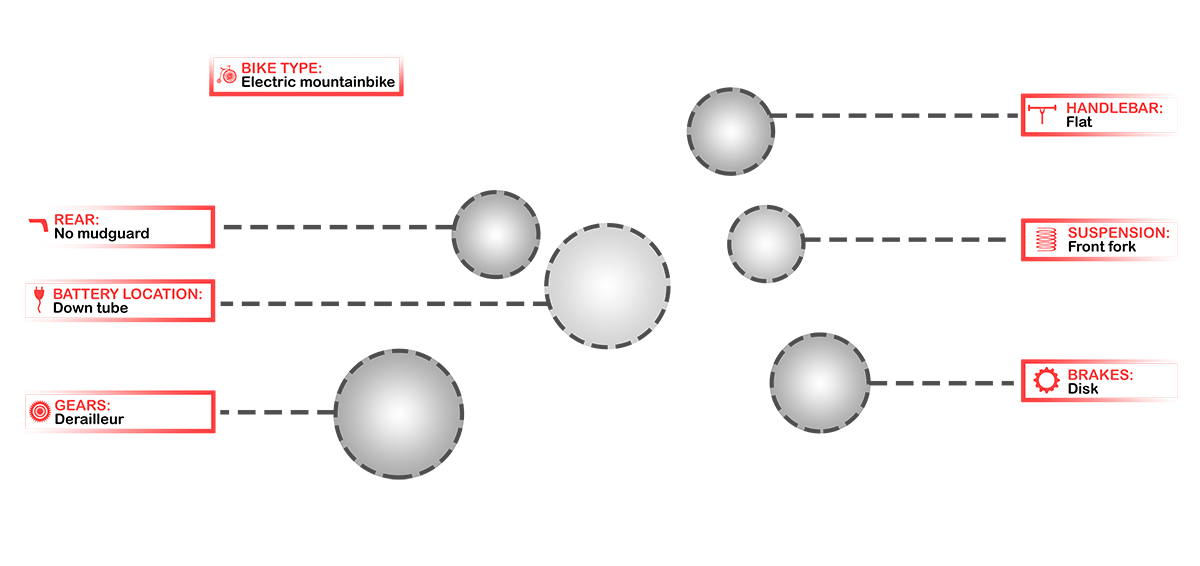 BIKE TYPE:
Electric mountainbike
HANDLEBAR:
Flat
REAR:
No mudguard
SUSPENSION:
Front fork
BATTERY LOCATION:
Down tube
BRAKES:
Disk
GEARS:
Derailleur